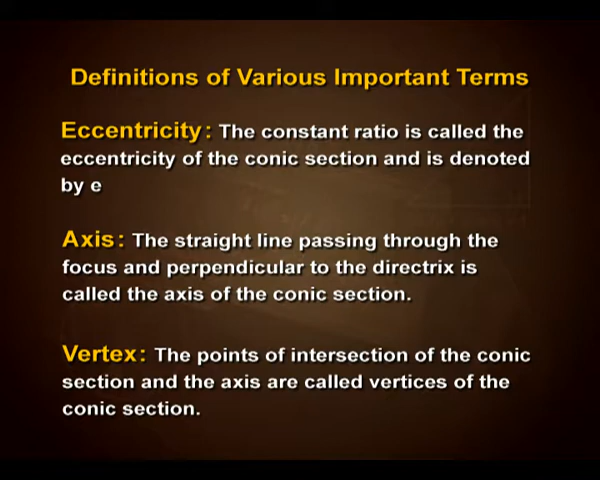 Definitions of Various Important Terms
Eccentricity: The constant ratio is called the
eccentricity of the conic section and is denoted
by e
Axis: The straight line passing through the
focus and perpendicular to the directrix is
called the axis of the conic section.
Vertex: The points of intersection of the conic
section and the axis are called vertices of the
conic section.